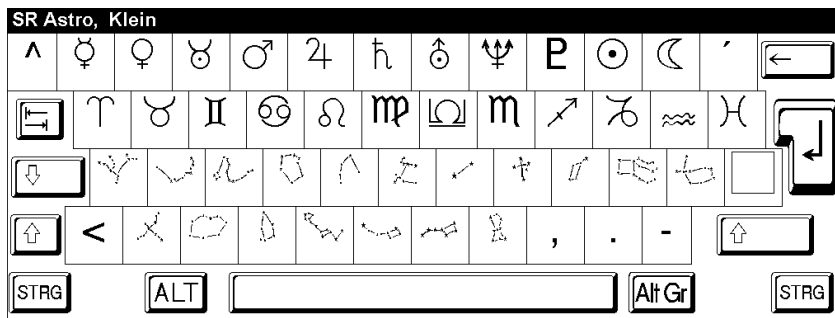 SR Astro, Klein
^ ☿ ♀ ♉ ♂ ♃ ♄ ⛢ ♆ P ☉ ☾ ´ ←
♈ ♉ ♊ ♋ ♌ ♍ ♎ ♏ ♐ ♑ ♒ ♓
< , . -
STRG ALT Alt Gr STRG